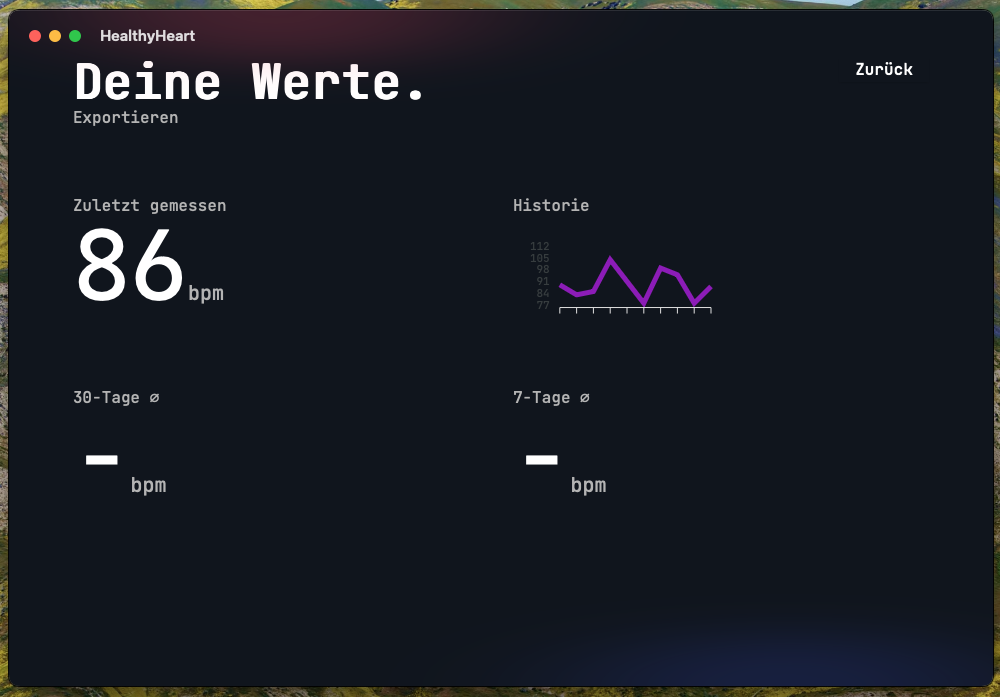 HealthyHeart
Deine Werte.
Zurück
Exportieren
Zuletzt gemessen
86 bpm
Historie
112
105
98
91
84
77
30-Tage ∅
- bpm
7-Tage ∅
- bpm